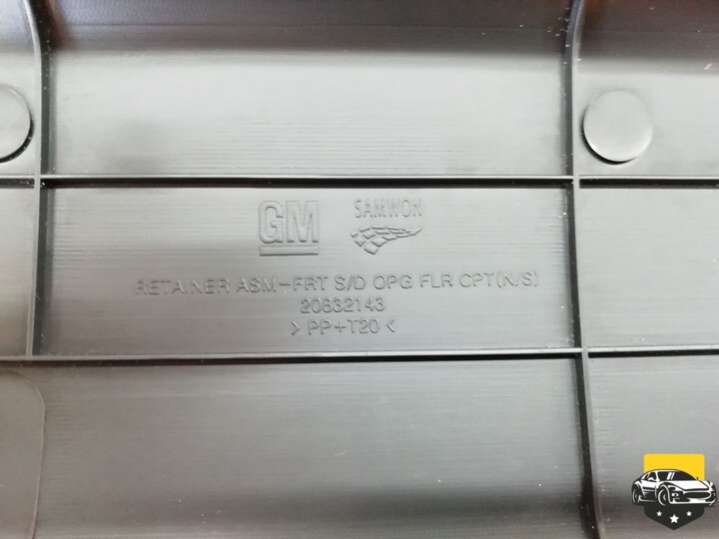 GM SAMWON
RETAINER ASM-FRT S/D OPG FLR CPT(N/S)
20832143
> PP+T20 <